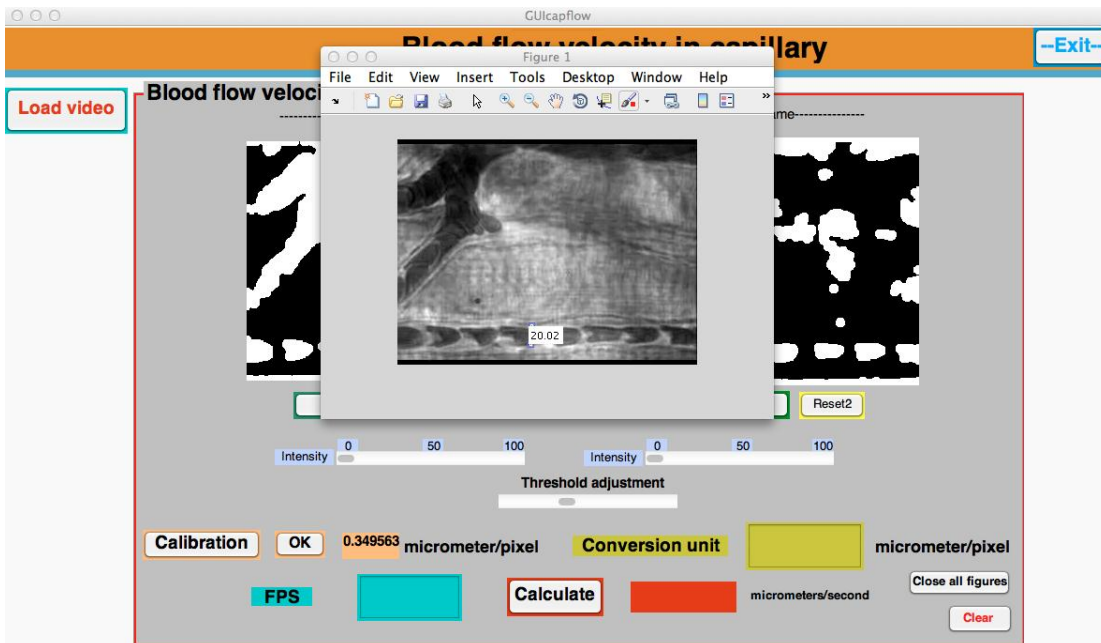 GUIcapflow
Blood flow velocity in capillary
--Exit--
Load video
Blood flow veloci
Figure 1
File Edit View Insert Tools Desktop Window Help
20.02
Reset2
0 50 100
Intensity
0 50 100
Intensity
Threshold adjustment
Calibration OK 0.349563 micrometer/pixel Conversion unit micrometer/pixel
FPS Calculate micrometers/second
Close all figures
Clear